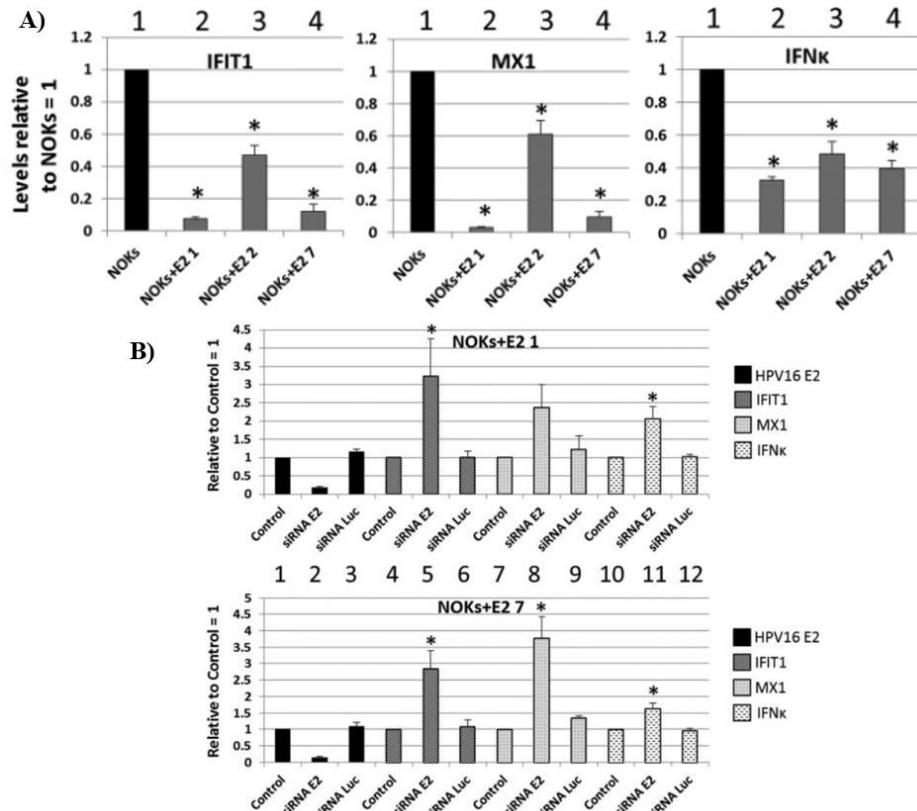 A)
1 2 3 4
IFIT1
Levels relative
to NOKs = 1
1.2
1
0.8
0.6
0.4
0.2
0
*
*
*
NOKs
NOKs+E2 1
NOKs+E2 2
NOKs+E2 7
1 2 3 4
MX1
1.2
1
0.8
0.6
0.4
0.2
0
*
*
*
NOKs
NOKs+E2 1
NOKs+E2 2
NOKs+E2 7
1 2 3 4
IFNκ
1.2
1
0.8
0.6
0.4
0.2
0
*
*
*
NOKs
NOKs+E2 1
NOKs+E2 2
NOKs+E2 7
B)
NOKs+E2 1
Relative to Control = 1
4.5
4
3.5
3
2.5
2
1.5
1
0.5
0
*
*
Control
siRNA E2
siRNA Luc
Control
siRNA E2
siRNA Luc
Control
siRNA E2
siRNA Luc
Control
siRNA E2
siRNA Luc
HPV16 E2
IFIT1
MX1
IFNκ
1 2 3 4 5 6 7 8 9 10 11 12
NOKs+E2 7
Relative to Control = 1
5
4.5
4
3.5
3
2.5
2
1.5
1
0.5
0
*
*
*
Control
siRNA E2
siRNA Luc
Control
siRNA E2
siRNA Luc
Control
siRNA E2
siRNA Luc
Control
siRNA E2
siRNA Luc
HPV16 E2
IFIT1
MX1
IFNκ